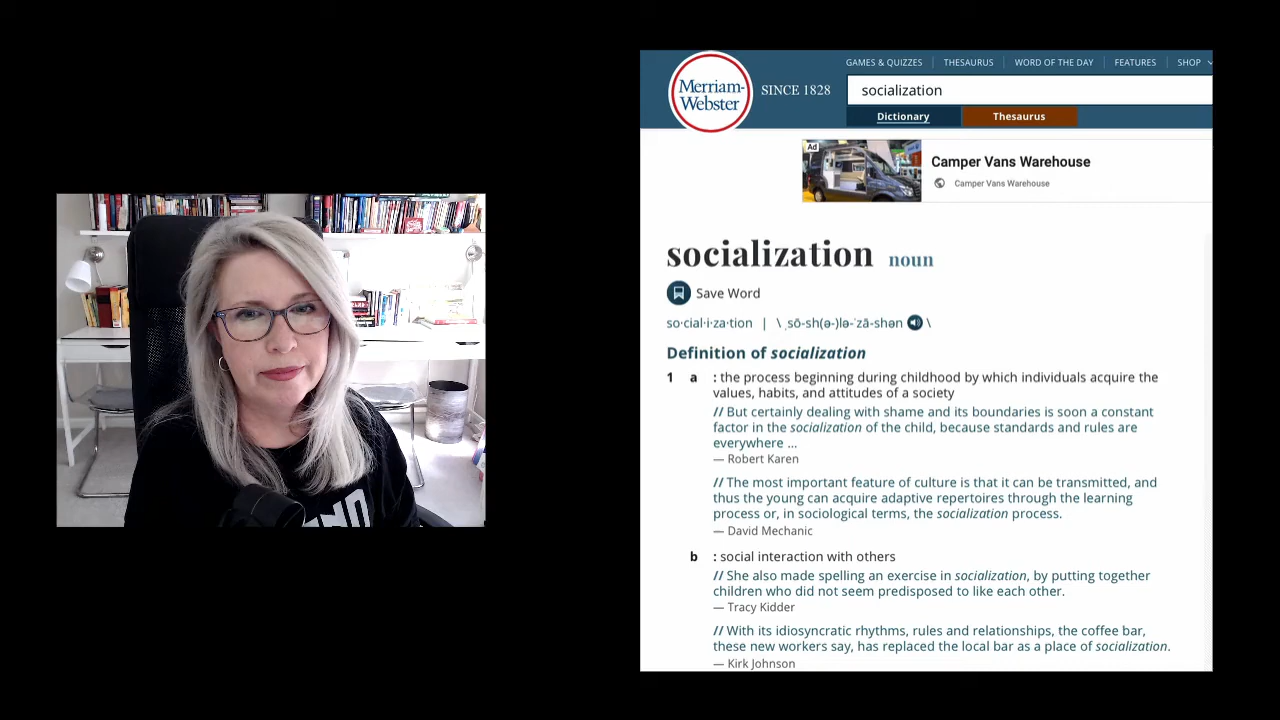 GAMES & QUIZZES THESAURUS WORD OF THE DAY FEATURES SHOP
Merriam-
Webster
SINCE 1828
socialization
Dictionary Thesaurus
Ad
Camper Vans Warehouse
Camper Vans Warehouse
socialization noun
Save Word
so·cial·i·za·tion | \ ˌsō-sh(ə-)lə-ˈzā-shən \
Definition of socialization
1 a : the process beginning during childhood by which individuals acquire the
values, habits, and attitudes of a society
// But certainly dealing with shame and its boundaries is soon a constant
factor in the socialization of the child, because standards and rules are
everywhere ...
— Robert Karen
// The most important feature of culture is that it can be transmitted, and
thus the young can acquire adaptive repertoires through the learning
process or, in sociological terms, the socialization process.
— David Mechanic
b : social interaction with others
// She also made spelling an exercise in socialization, by putting together
children who did not seem predisposed to like each other.
— Tracy Kidder
// With its idiosyncratic rhythms, rules and relationships, the coffee bar,
these new workers say, has replaced the local bar as a place of socialization.
— Kirk Johnson